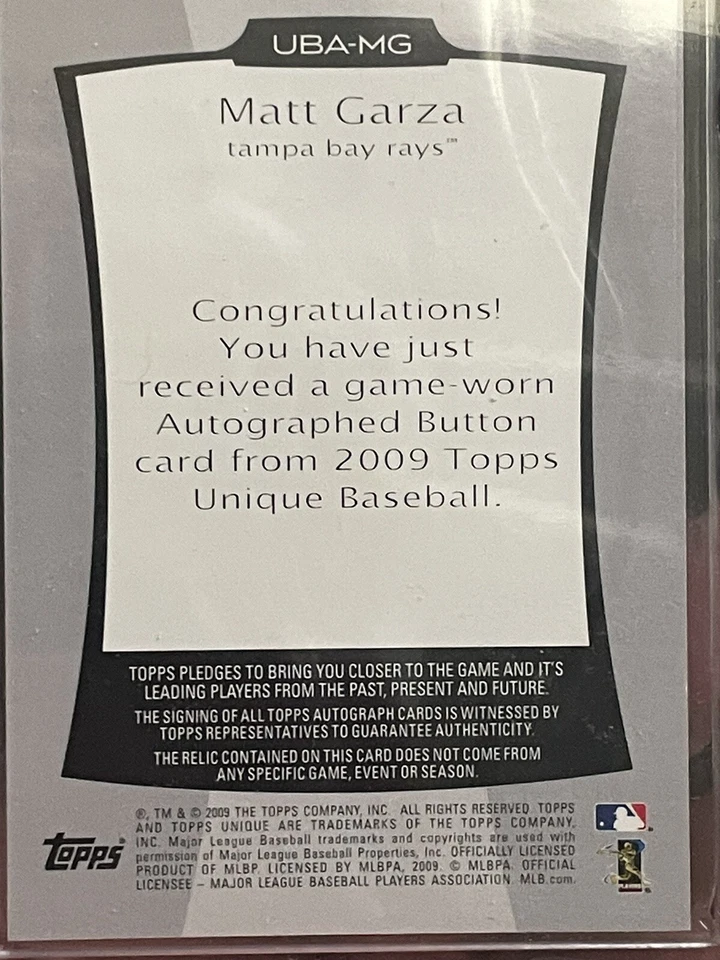 UBA-MG
Matt Garza
tampa bay rays™
Congratulations!
You have just
received a game-worn
Autographed Button
card from 2009 Topps
Unique Baseball.
TOPPS PLEDGES TO BRING YOU CLOSER TO THE GAME AND IT'S
LEADING PLAYERS FROM THE PAST, PRESENT AND FUTURE.
THE SIGNING OF ALL TOPPS AUTOGRAPH CARDS IS WITNESSED BY
TOPPS REPRESENTATIVES TO GUARANTEE AUTHENTICITY.
THE RELIC CONTAINED ON THIS CARD DOES NOT COME FROM
ANY SPECIFIC GAME, EVENT OR SEASON.
®, TM & © 2009 THE TOPPS COMPANY, INC. ALL RIGHTS RESERVED. TOPPS
AND TOPPS UNIQUE ARE TRADEMARKS OF THE TOPPS COMPANY,
INC. Major League Baseball trademarks and copyrights are used with
permission of Major League Baseball Properties, Inc. OFFICIALLY LICENSED
PRODUCT OF MLBP. LICENSED BY MLBPA, 2009. © MLBPA. OFFICIAL
LICENSEE – MAJOR LEAGUE BASEBALL PLAYERS ASSOCIATION. MLB.com.
topps®
PLAYERS